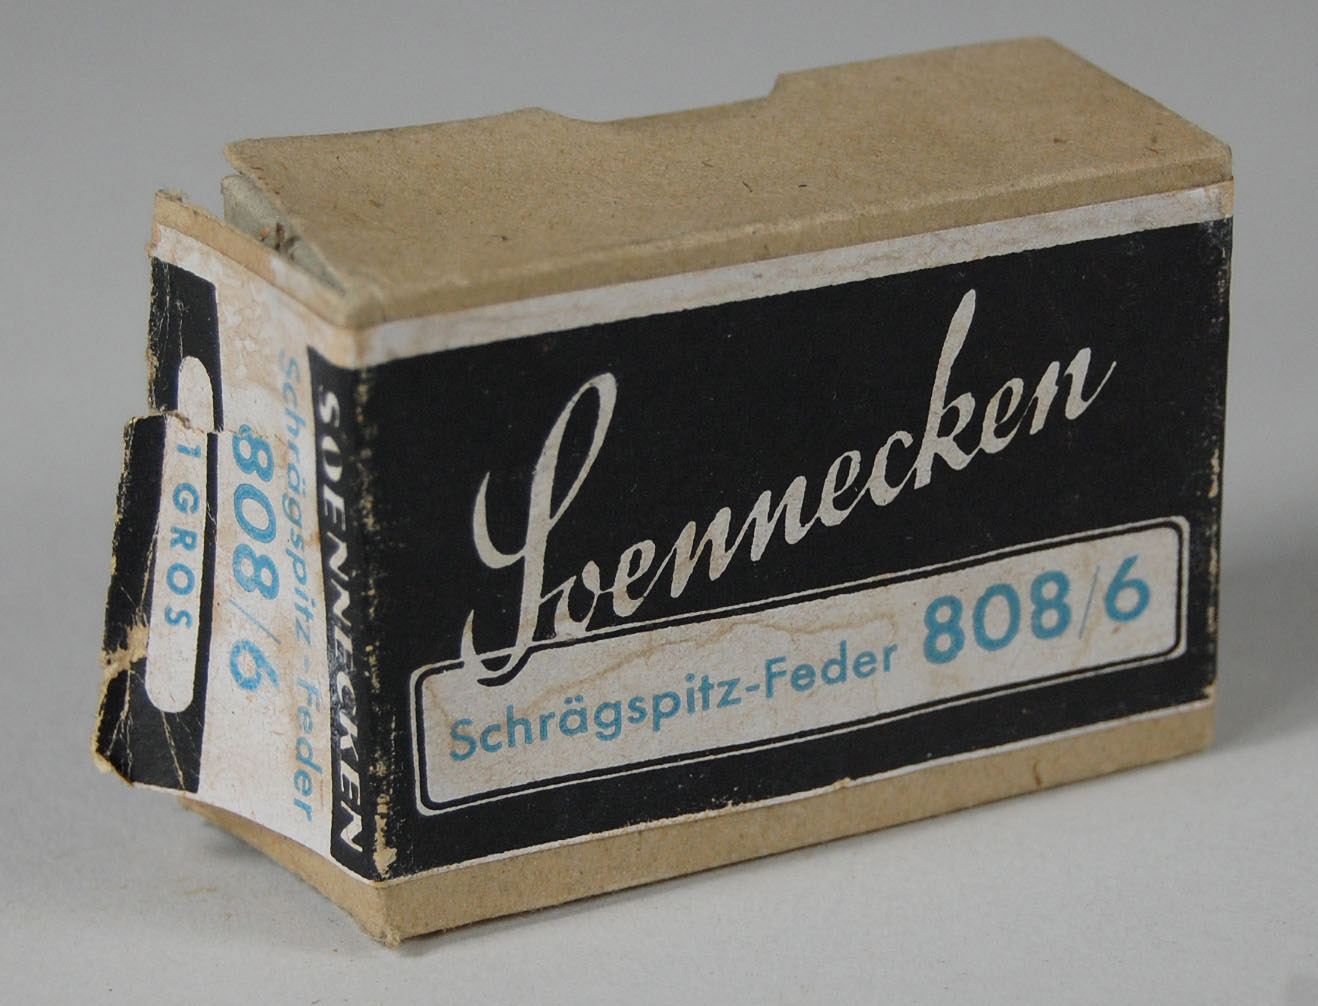 Soennecken
Schrägspitz-Feder 808/6
SOENNECKEN
Schrägspitz-Feder
808/6
1 GROS